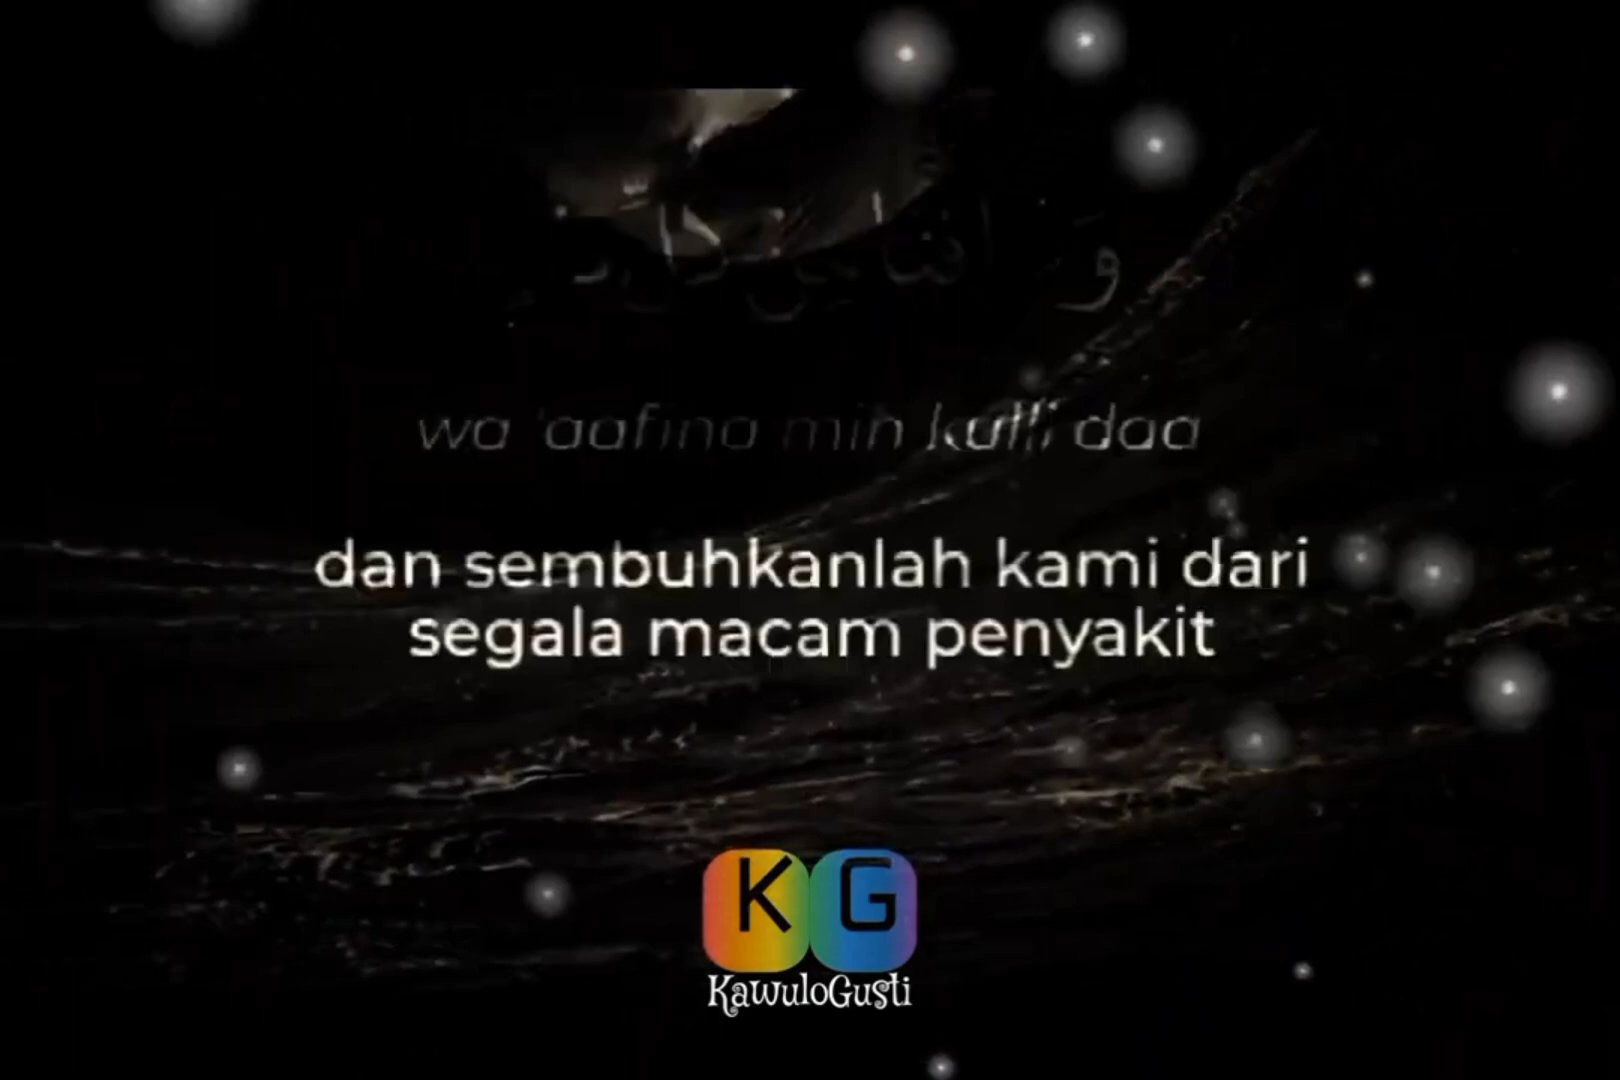 wa 'aafina min kulli daa
dan sembuhkanlah kami dari
segala macam penyakit
KG
KawuloGusti